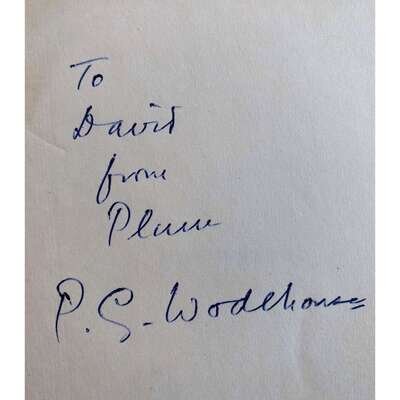 To
David
from
Plum
P. G. Wodehouse